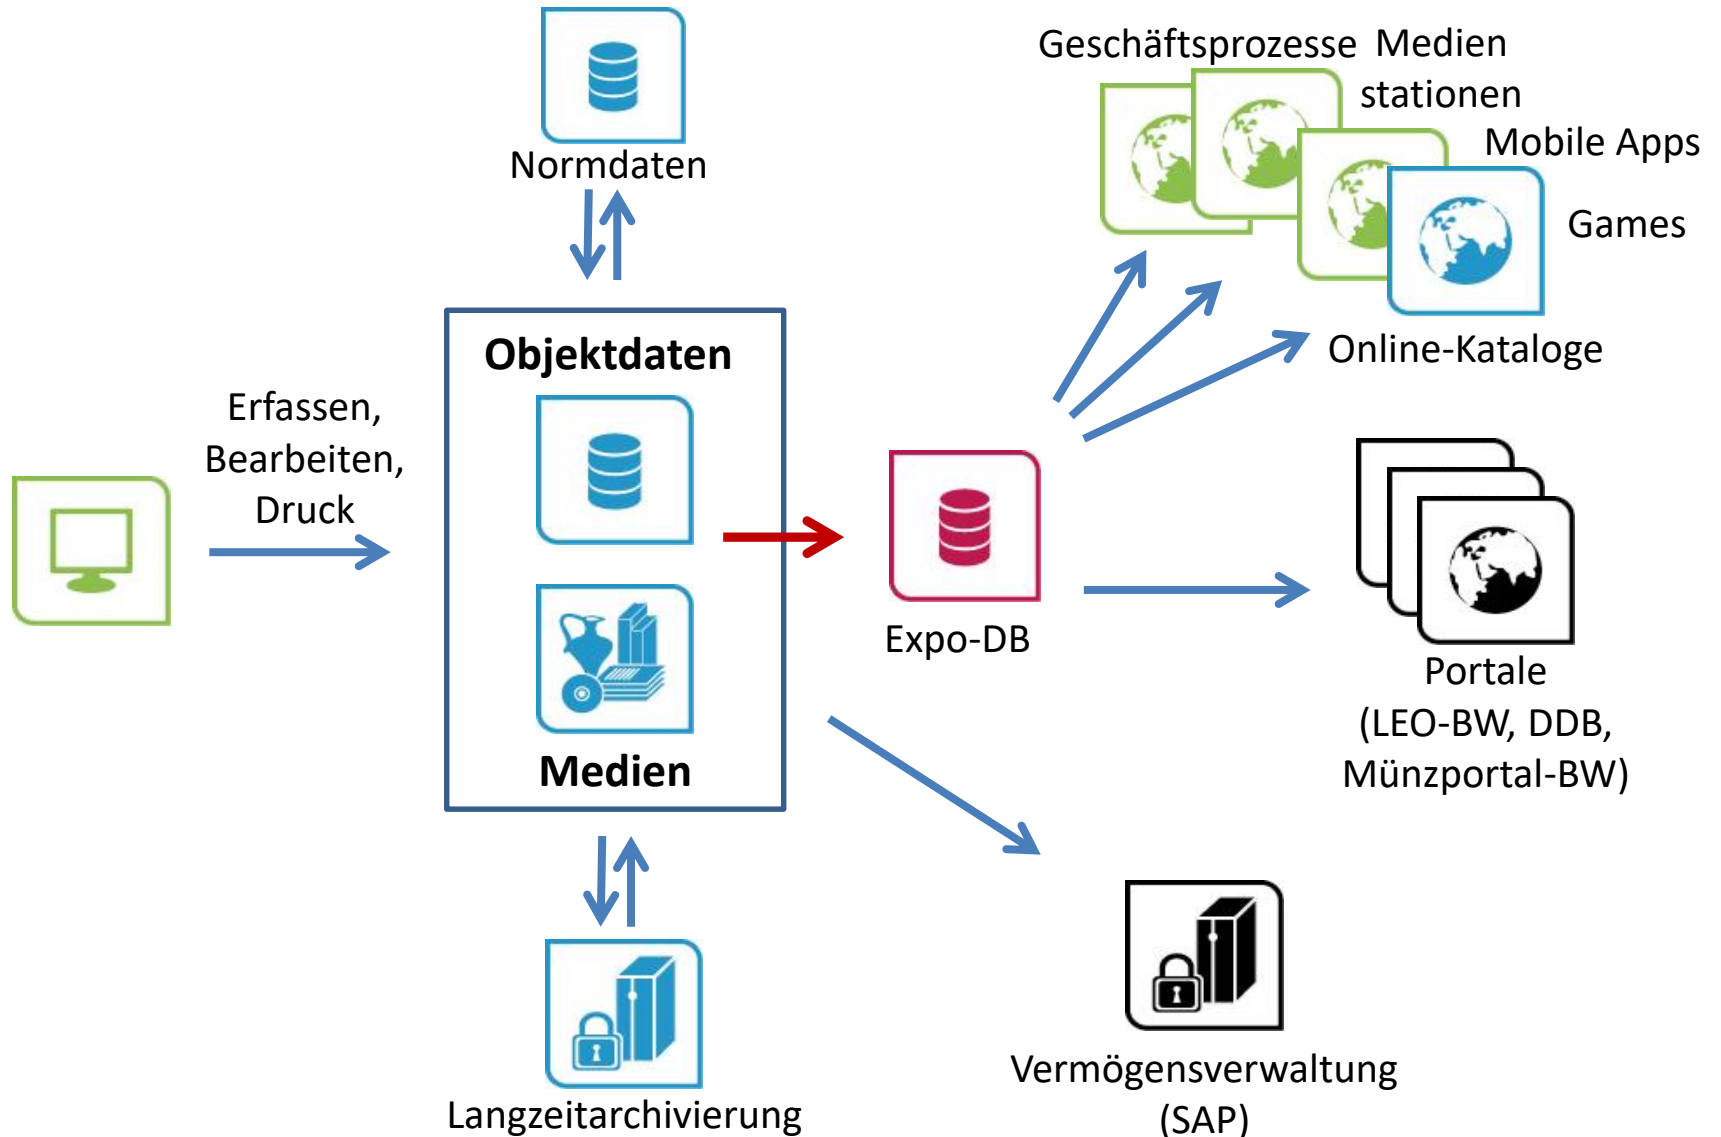 Geschäftsprozesse
Medien
stationen
Mobile Apps
Games
Online-Kataloge
Normdaten
Objektdaten
Erfassen,
Bearbeiten,
Druck
Medien
Expo-DB
Portale
(LEO-BW, DDB,
Münzportal-BW)
Langzeitarchivierung
Vermögensverwaltung
(SAP)